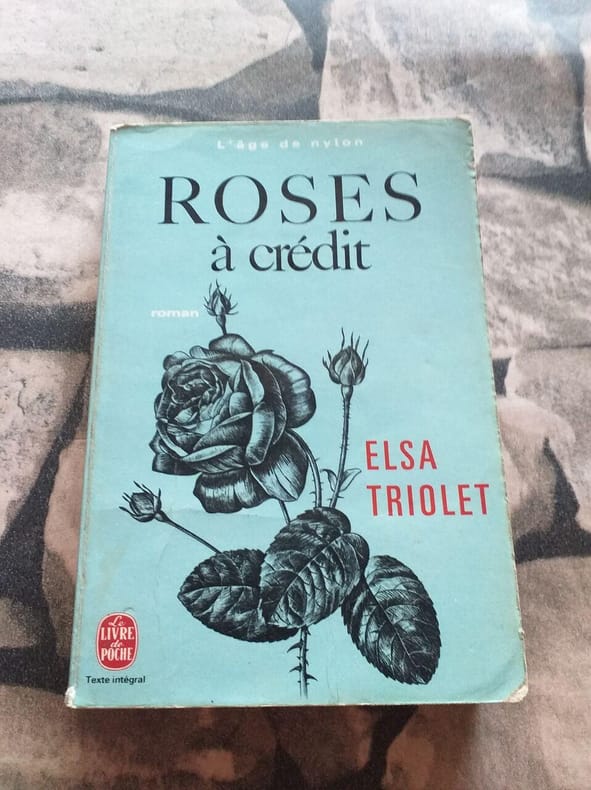 L'âge de nylon
ROSES
à crédit
roman
ELSA
TRIOLET
Le
LIVRE
de
POCHE
Texte intégral